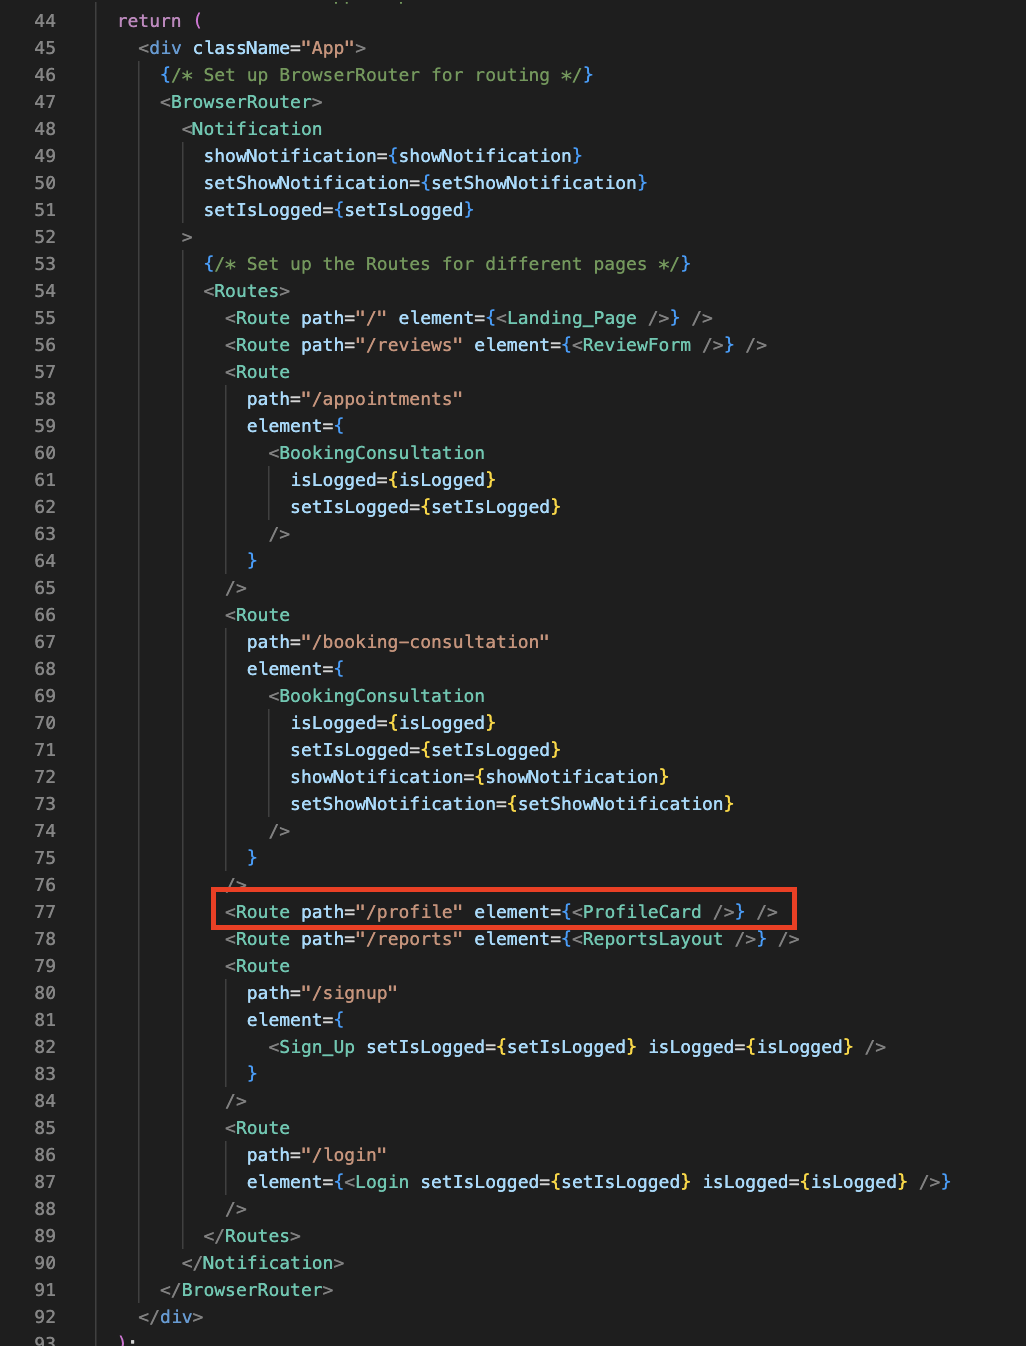 44 return (
45 <div className="App">
46 {/* Set up BrowserRouter for routing */}
47 <BrowserRouter>
48 <Notification
49 showNotification={showNotification}
50 setShowNotification={setShowNotification}
51 setIsLogged={setIsLogged}
52 >
53 {/* Set up the Routes for different pages */}
54 <Routes>
55 <Route path="/" element={<Landing_Page />} />
56 <Route path="/reviews" element={<ReviewForm />} />
57 <Route
58 path="/appointments"
59 element={
60 <BookingConsultation
61 isLogged={isLogged}
62 setIsLogged={setIsLogged}
63 />
64 }
65 />
66 <Route
67 path="/booking-consultation"
68 element={
69 <BookingConsultation
70 isLogged={isLogged}
71 setIsLogged={setIsLogged}
72 showNotification={showNotification}
73 setShowNotification={setShowNotification}
74 />
75 }
76 />
77 <Route path="/profile" element={<ProfileCard />} />
78 <Route path="/reports" element={<ReportsLayout />} />
79 <Route
80 path="/signup"
81 element={
82 <Sign_Up setIsLogged={setIsLogged} isLogged={isLogged} />
83 }
84 />
85 <Route
86 path="/login"
87 element={<Login setIsLogged={setIsLogged} isLogged={isLogged} />}
88 />
89 </Routes>
90 </Notification>
91 </BrowserRouter>
92 </div>
93 );